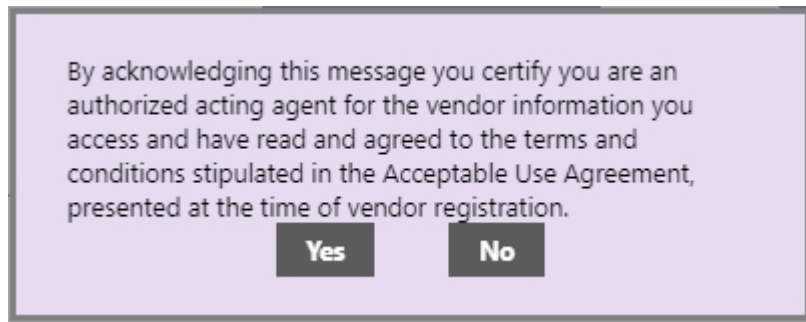 By acknowledging this message you certify you are an
authorized acting agent for the vendor information you
access and have read and agreed to the terms and
conditions stipulated in the Acceptable Use Agreement,
presented at the time of vendor registration.
Yes No